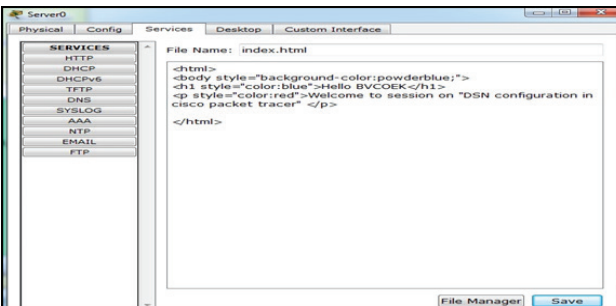 Server0
Physical Config Services Desktop Custom Interface
SERVICES
HTTP
DHCP
DHCPv6
TFTP
DNS
SYSLOG
AAA
NTP
EMAIL
FTP
File Name: index.html
<html>
<body style="background-color:powderblue;">
<h1 style="color:blue">Hello BVCOEK</h1>
<p style="color:red">Welcome to session on "DSN configuration in
cisco packet tracer" </p>
</html>
File Manager Save